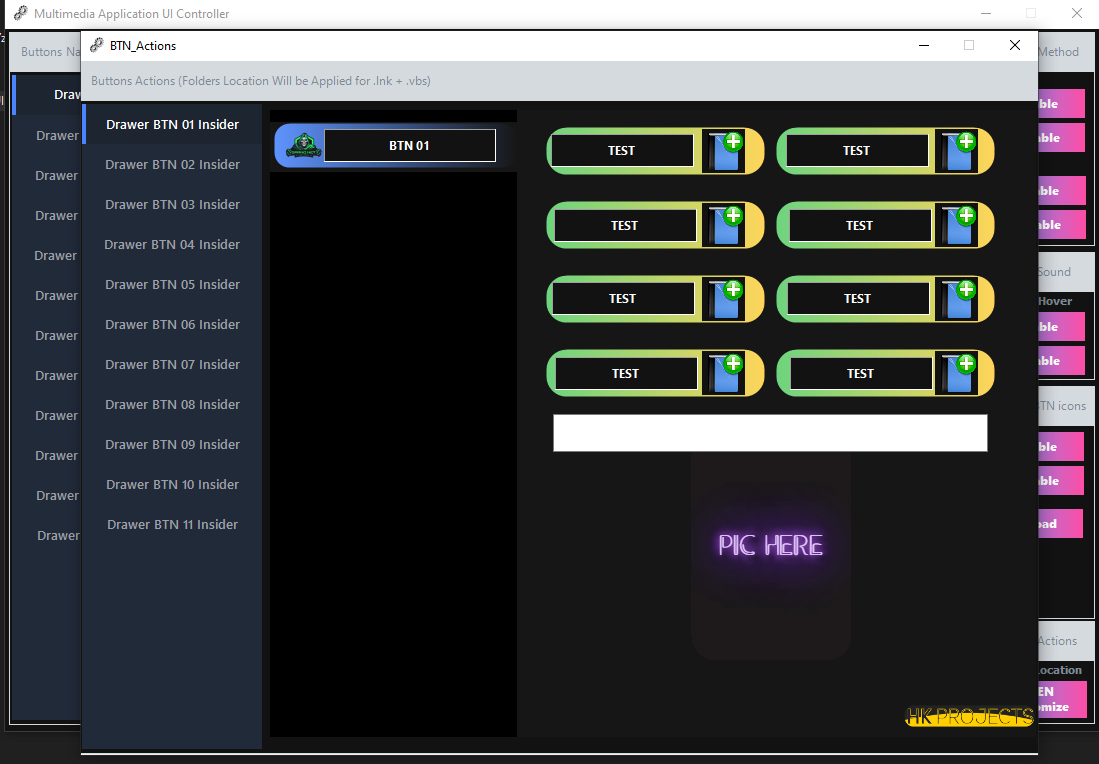 Multimedia Application UI Controller
Buttons Na
Method
BTN_Actions
Buttons Actions (Folders Location Will be Applied for .lnk + .vbs)
Draw
Drawer
Drawer
Drawer
Drawer
Drawer
Drawer
Drawer
Drawer
Drawer
Drawer
Drawer
Drawer BTN 01 Insider
Drawer BTN 02 Insider
Drawer BTN 03 Insider
Drawer BTN 04 Insider
Drawer BTN 05 Insider
Drawer BTN 06 Insider
Drawer BTN 07 Insider
Drawer BTN 08 Insider
Drawer BTN 09 Insider
Drawer BTN 10 Insider
Drawer BTN 11 Insider
BTN 01
TEST
TEST
TEST
TEST
TEST
TEST
TEST
TEST
PIC HERE
HK PROJECTS
ble
able
ble
able
Sound
Hover
ble
able
TN icons
ble
able
oad
Actions
ocation
EN
omize